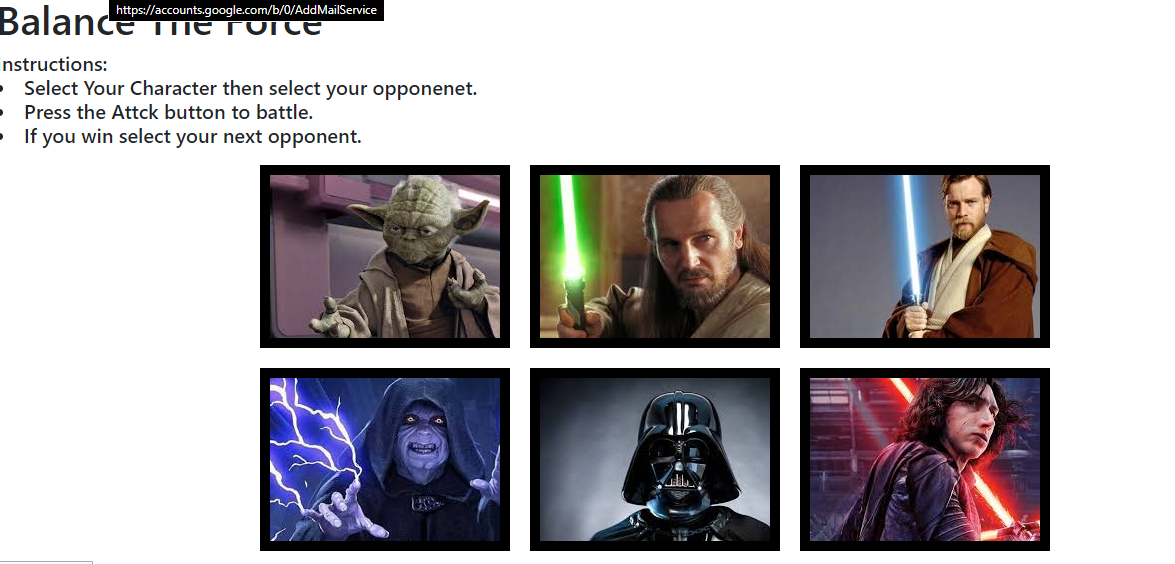 https://accounts.google.com/b/0/AddMailService
Balance The Force
nstructions:
• Select Your Character then select your opponenet.
• Press the Attck button to battle.
• If you win select your next opponent.